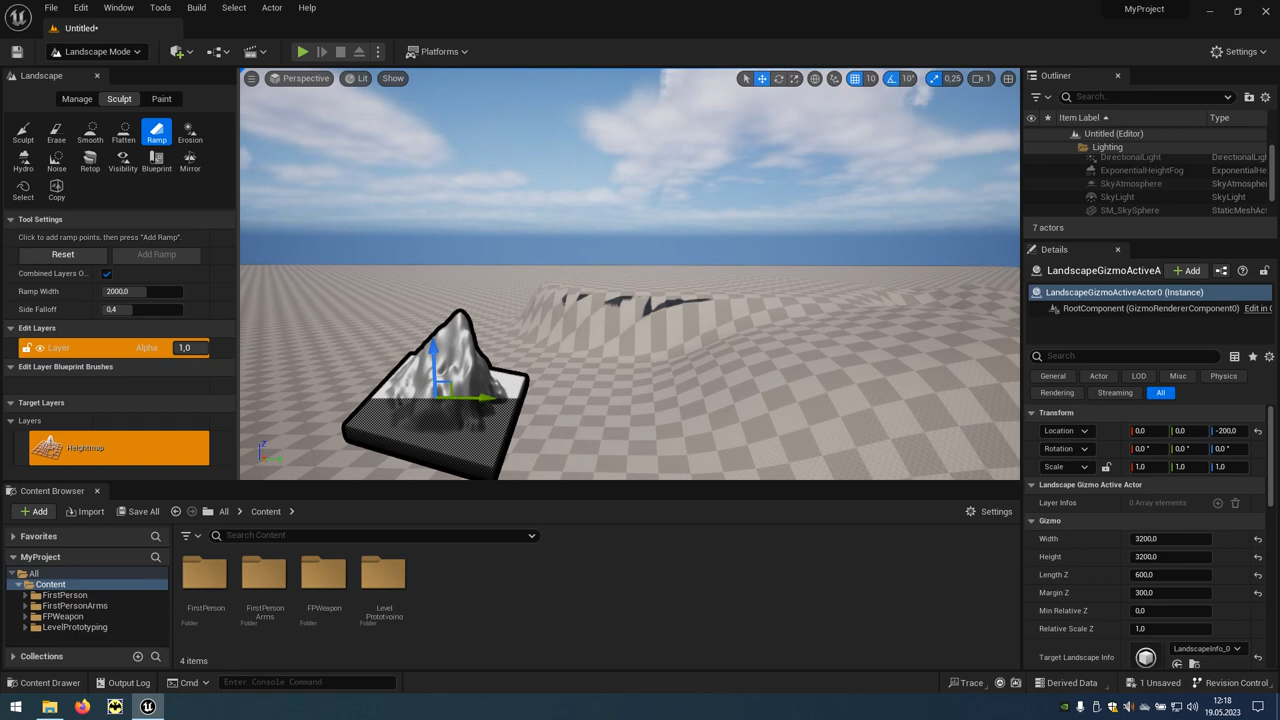 File Edit Window Tools Build Select Actor Help
MyProject
Untitled•
Landscape Mode
Platforms
Settings
Landscape
Manage Sculpt Paint
Sculpt Erase Smooth Flatten Ramp Erosion
Hydro Noise Retop Visibility Blueprint Mirror
Select Copy
Tool Settings
Click to add ramp points, then press "Add Ramp".
Reset Add Ramp
Combined Layers O...
Ramp Width 2000,0
Side Falloff 0,4
Edit Layers
Layer Alpha 1,0
Edit Layer Blueprint Brushes
Target Layers
Layers
Heightmap
Perspective Lit Show
10 10° 0,25 1
Z
Outliner
Search...
Item Label Type
Untitled (Editor)
Lighting
DirectionalLight DirectionalLigh
ExponentialHeightFog ExponentialHei
SkyAtmosphere SkyAtmosphere
SkyLight SkyLight
SM_SkySphere StaticMeshAct
7 actors
Details
LandscapeGizmoActiveA Add
LandscapeGizmoActiveActor0 (Instance)
RootComponent (GizmoRendererComponent0) Edit in C
Search
General Actor LOD Misc Physics
Rendering Streaming All
Transform
Location 0,0 0,0 -200,0
Rotation 0,0 ° 0,0 ° 0,0 °
Scale 1,0 1,0 1,0
Landscape Gizmo Active Actor
Layer Infos 0 Array elements
Gizmo
Width 3200,0
Height 3200,0
Length Z 600,0
Margin Z 300,0
Min Relative Z 0,0
Relative Scale Z 1,0
Target Landscape Info LandscapeInfo_0
Content Browser
Add Import Save All All Content Settings
Favorites
MyProject
All
Content
FirstPerson
FirstPersonArms
FPWeapon
LevelPrototyping
Collections
Search Content
FirstPerson
Folder
FirstPerson
Arms
Folder
FPWeapon
Folder
Level
Prototyping
Folder
4 items
Content Drawer Output Log Cmd Enter Console Command Trace Derived Data 1 Unsaved Revision Control
12:18
19.05.2023